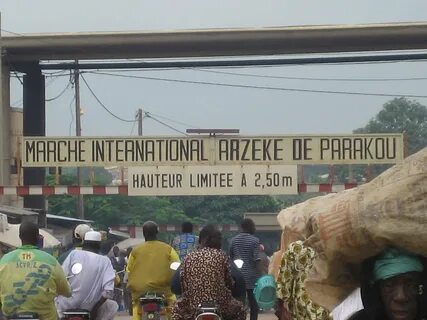 MARCHE INTERNATIONAL ARZEKE DE PARAKOU
HAUTEUR LIMITEE A 2,50m